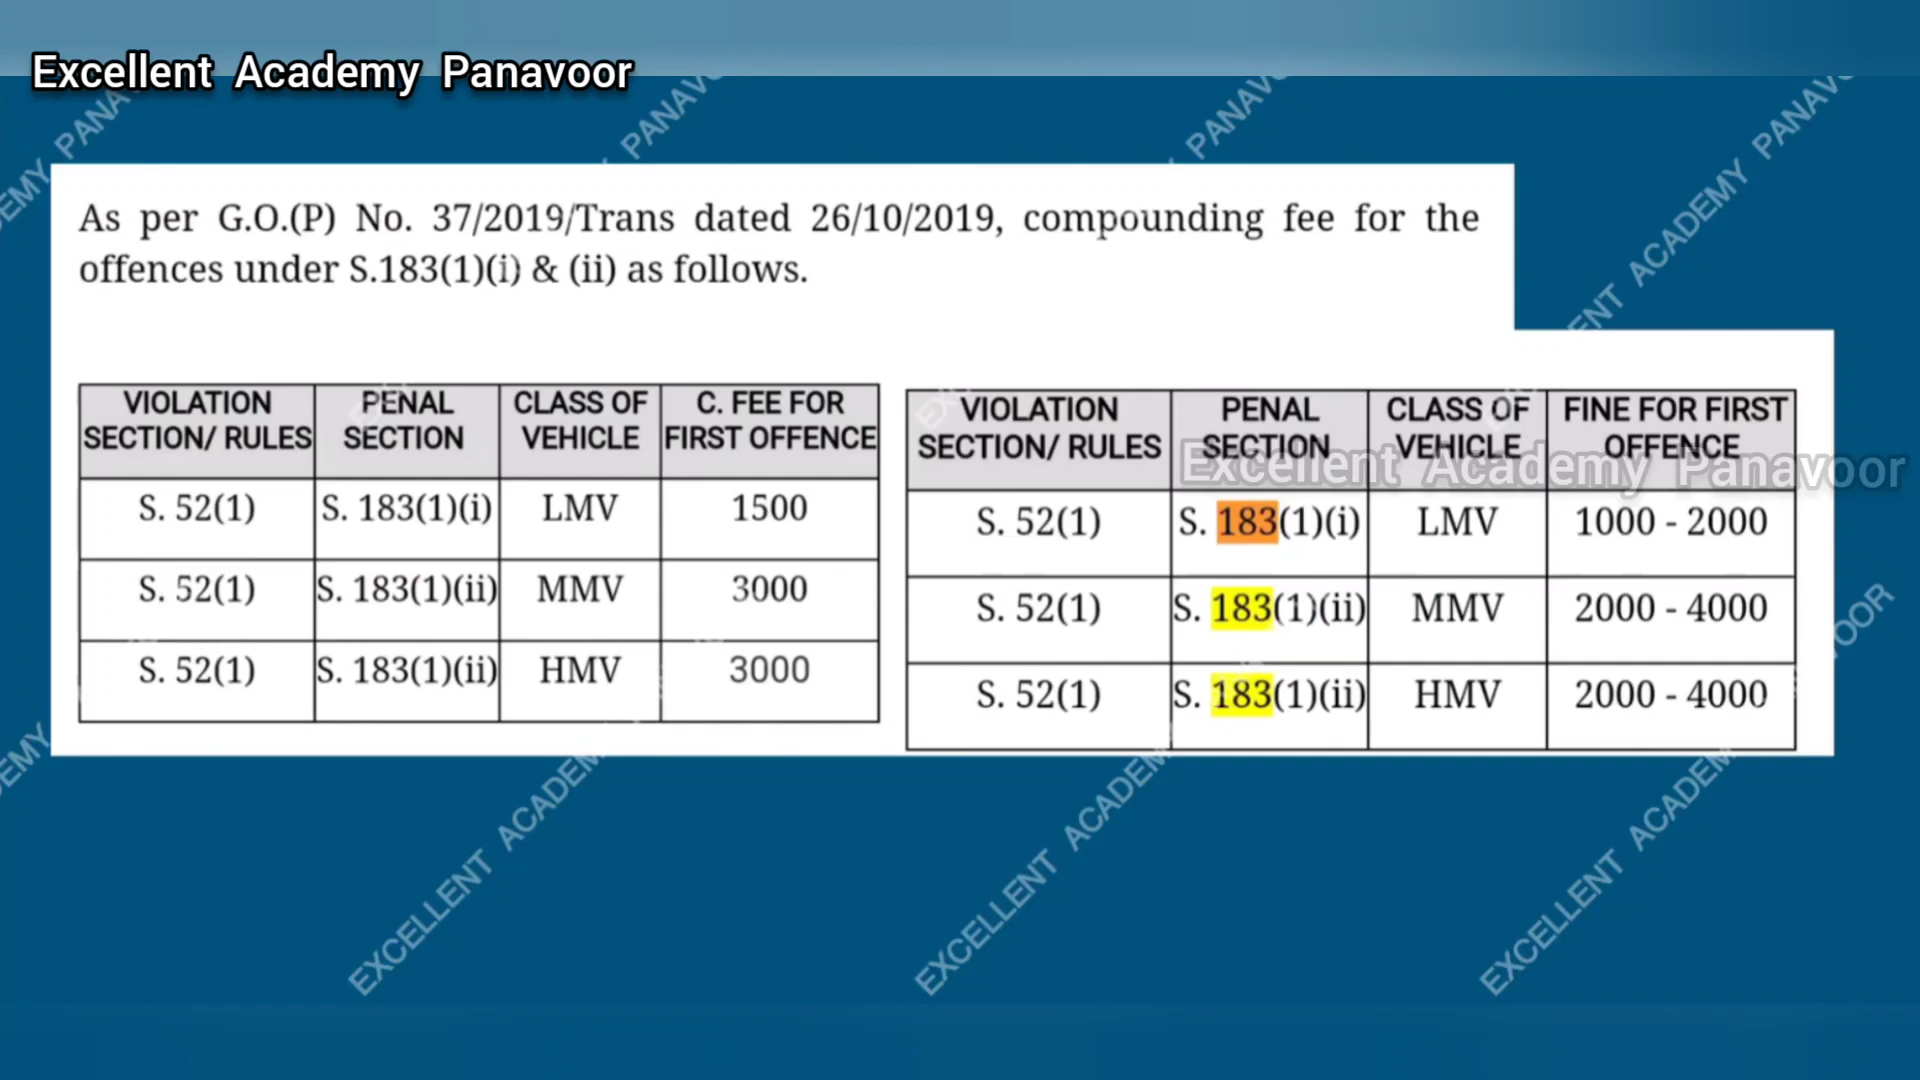 Excellent Academy Panavoor
As per G.O.(P) No. 37/2019/Trans dated 26/10/2019, compounding fee for the
offences under S.183(1)(i) & (ii) as follows.
VIOLATION SECTION/ RULES PENAL SECTION CLASS OF VEHICLE C. FEE FOR FIRST OFFENCE
S. 52(1) S. 183(1)(i) LMV 1500
S. 52(1) S. 183(1)(ii) MMV 3000
S. 52(1) S. 183(1)(ii) HMV 3000
VIOLATION SECTION/ RULES PENAL SECTION CLASS OF VEHICLE FINE FOR FIRST OFFENCE
Excellent Academy Panavoor
S. 52(1) S. 183(1)(i) LMV 1000 - 2000
S. 52(1) S. 183(1)(ii) MMV 2000 - 4000
S. 52(1) S. 183(1)(ii) HMV 2000 - 4000
EXCELLENT ACADEMY
EXCELLENT ACADEMY
EXCELLENT ACADEMY